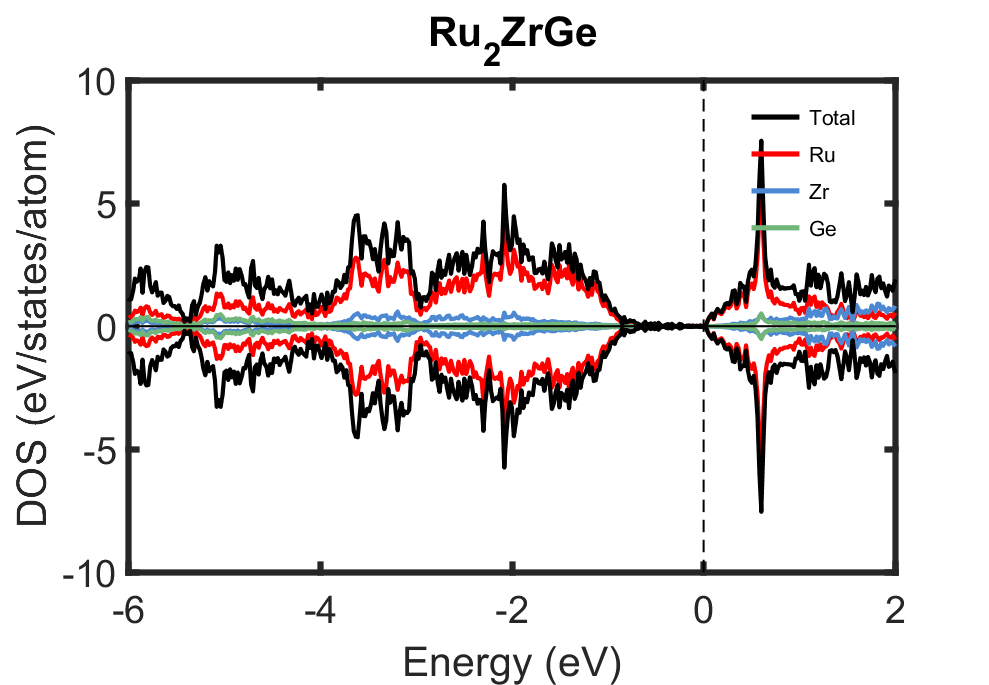 Ru2ZrGe
DOS (eV/states/atom)
10
5
0
-5
-10
Total
Ru
Zr
Ge
-6 -4 -2 0 2
Energy (eV)